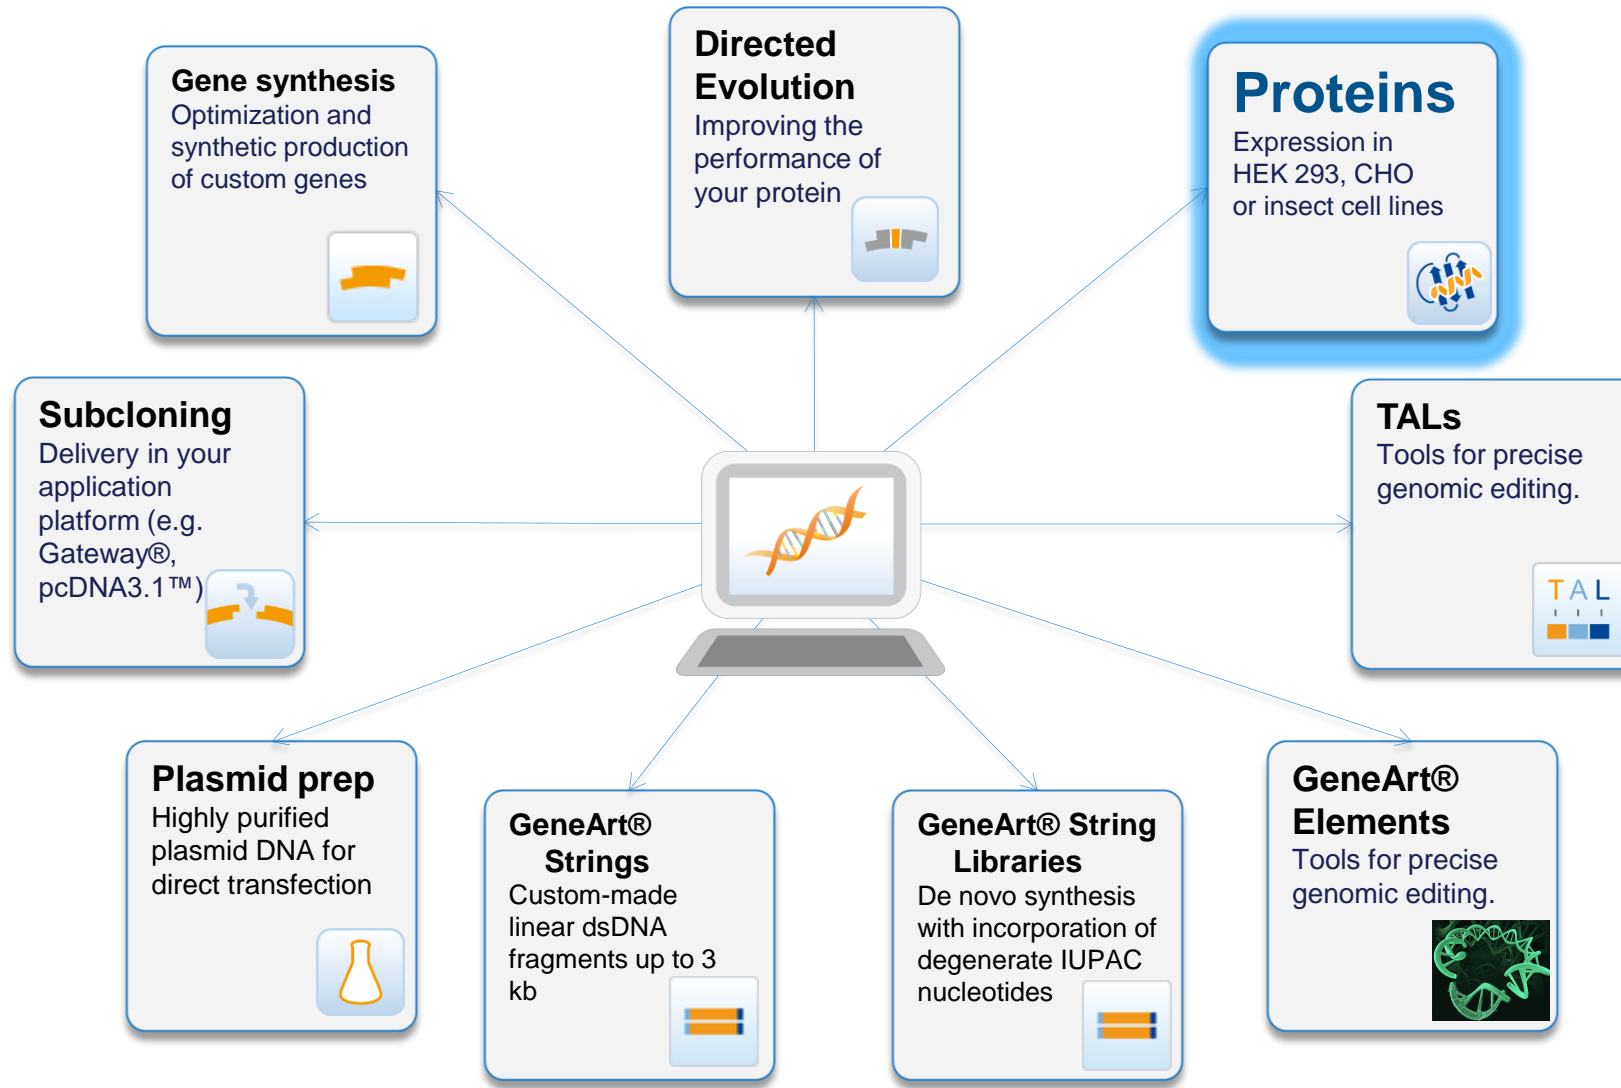 Gene synthesis
Optimization and
synthetic production
of custom genes
Directed
Evolution
Improving the
performance of
your protein
Proteins
Expression in
HEK 293, CHO
or insect cell lines
Subcloning
Delivery in your
application
platform (e.g.
Gateway®,
pcDNA3.1™)
TALs
Tools for precise
genomic editing.
T A L
Plasmid prep
Highly purified
plasmid DNA for
direct transfection
GeneArt®
Strings
Custom-made
linear dsDNA
fragments up to 3
kb
GeneArt® String
Libraries
De novo synthesis
with incorporation of
degenerate IUPAC
nucleotides
GeneArt®
Elements
Tools for precise
genomic editing.